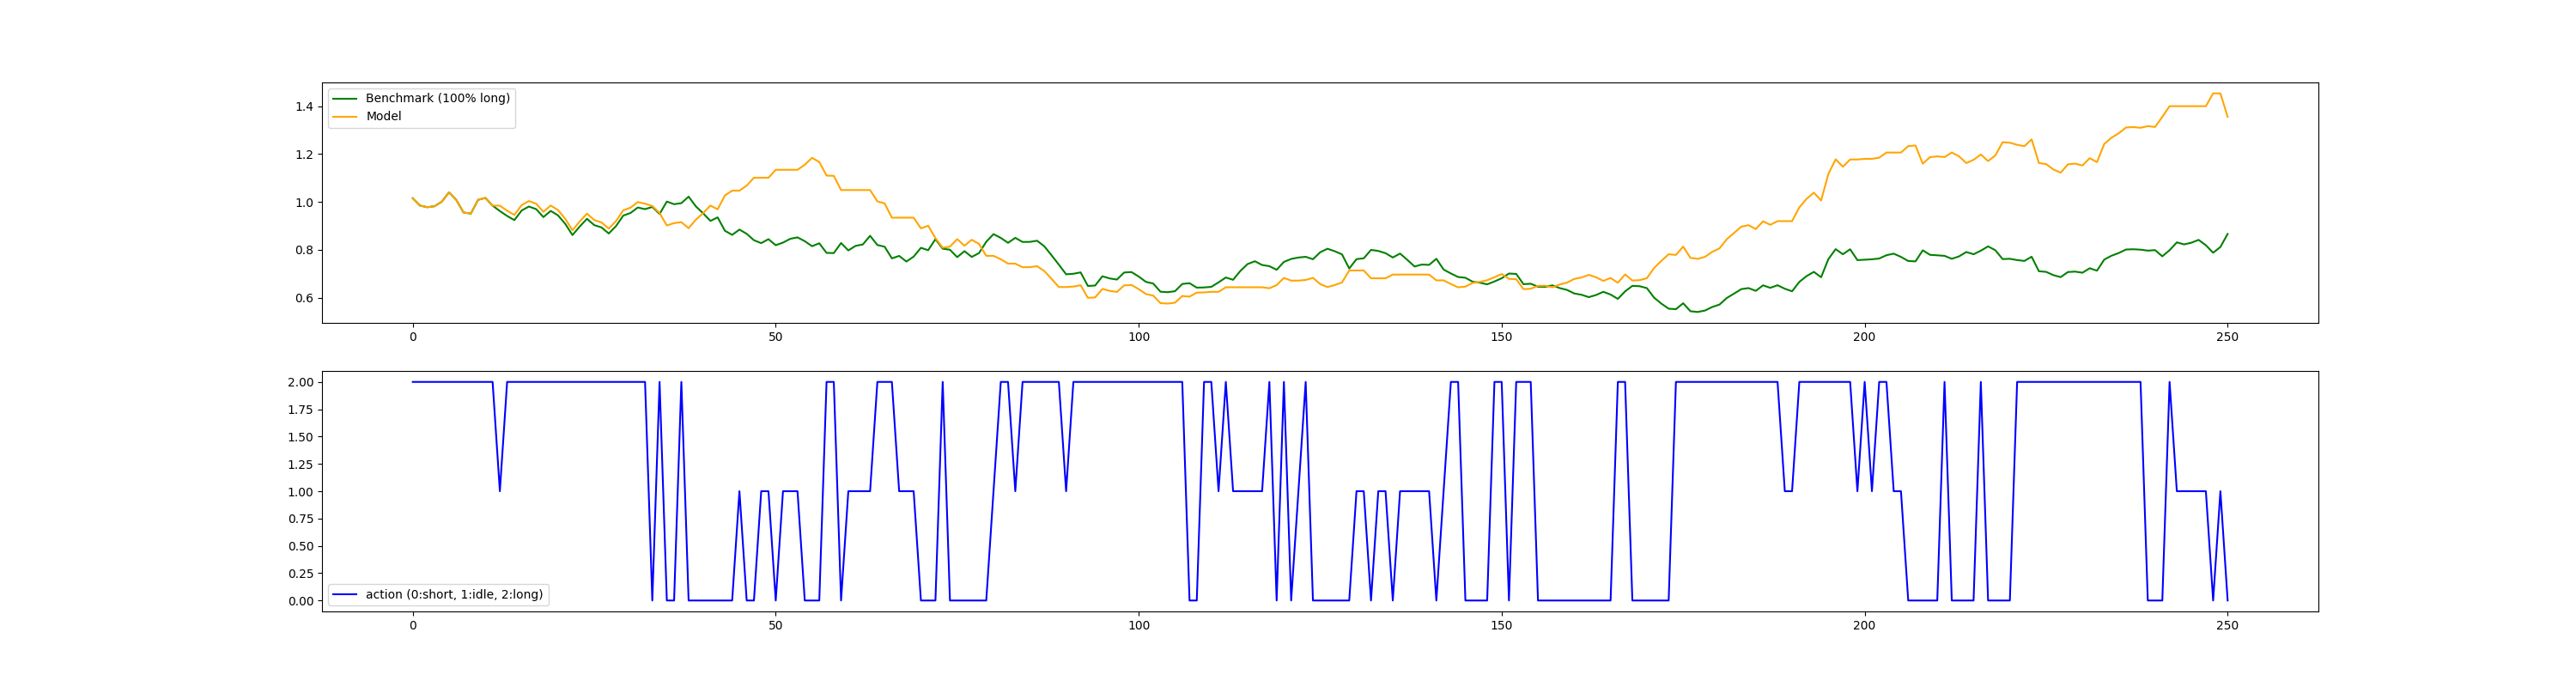 1.4
1.2
1.0
0.8
0.6
Benchmark (100% long)
Model
0 50 100 150 200 250
2.00
1.75
1.50
1.25
1.00
0.75
0.50
0.25
0.00
action (0:short, 1:idle, 2:long)
0 50 100 150 200 250